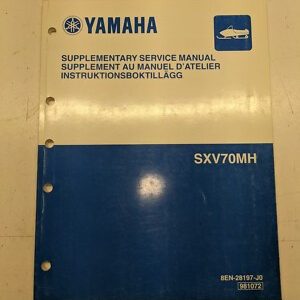 YAMAHA
SUPPLEMENTARY SERVICE MANUAL
SUPPLEMENT AU MANUEL D'ATELIER
INSTRUKTIONSBOKTILLÄGG
SXV70MH
8EN-28197-J0
981072